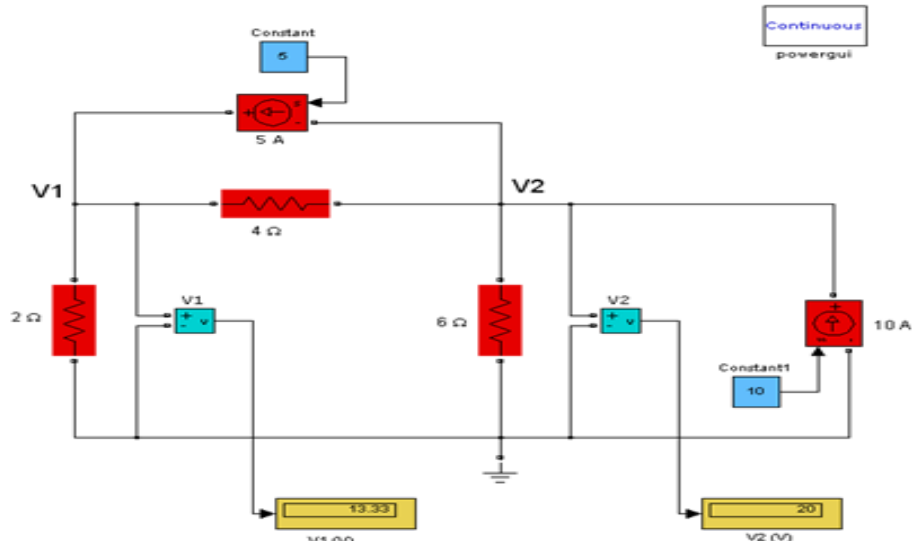 Continuous
powergui
Constant
5
+
-
5 A
V1
V2
4 Ω
2 Ω
V1
+
-
v
6 Ω
V2
+
-
v
+
10 A
Constant1
10
13.33
20
V2 (V)